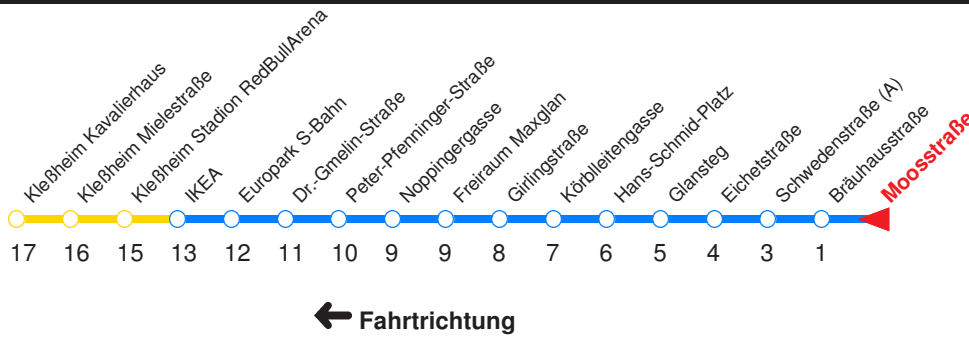 Kleßheim Kavalierhaus
Kleßheim Mielestraße
Kleßheim Stadion RedBullArena
IKEA
Europark S-Bahn
Dr.-Gmelin-Straße
Peter-Pfenninger-Straße
Noppingergasse
Freiraum Maxglan
Girlingstraße
Körblleitengasse
Hans-Schmid-Platz
Glansteg
Eichetstraße
Schwedenstraße (A)
Bräuhausstraße
Moosstraße
17 16 15 13 12 11 10 9 9 8 7 6 5 4 3 1
Fahrtrichtung